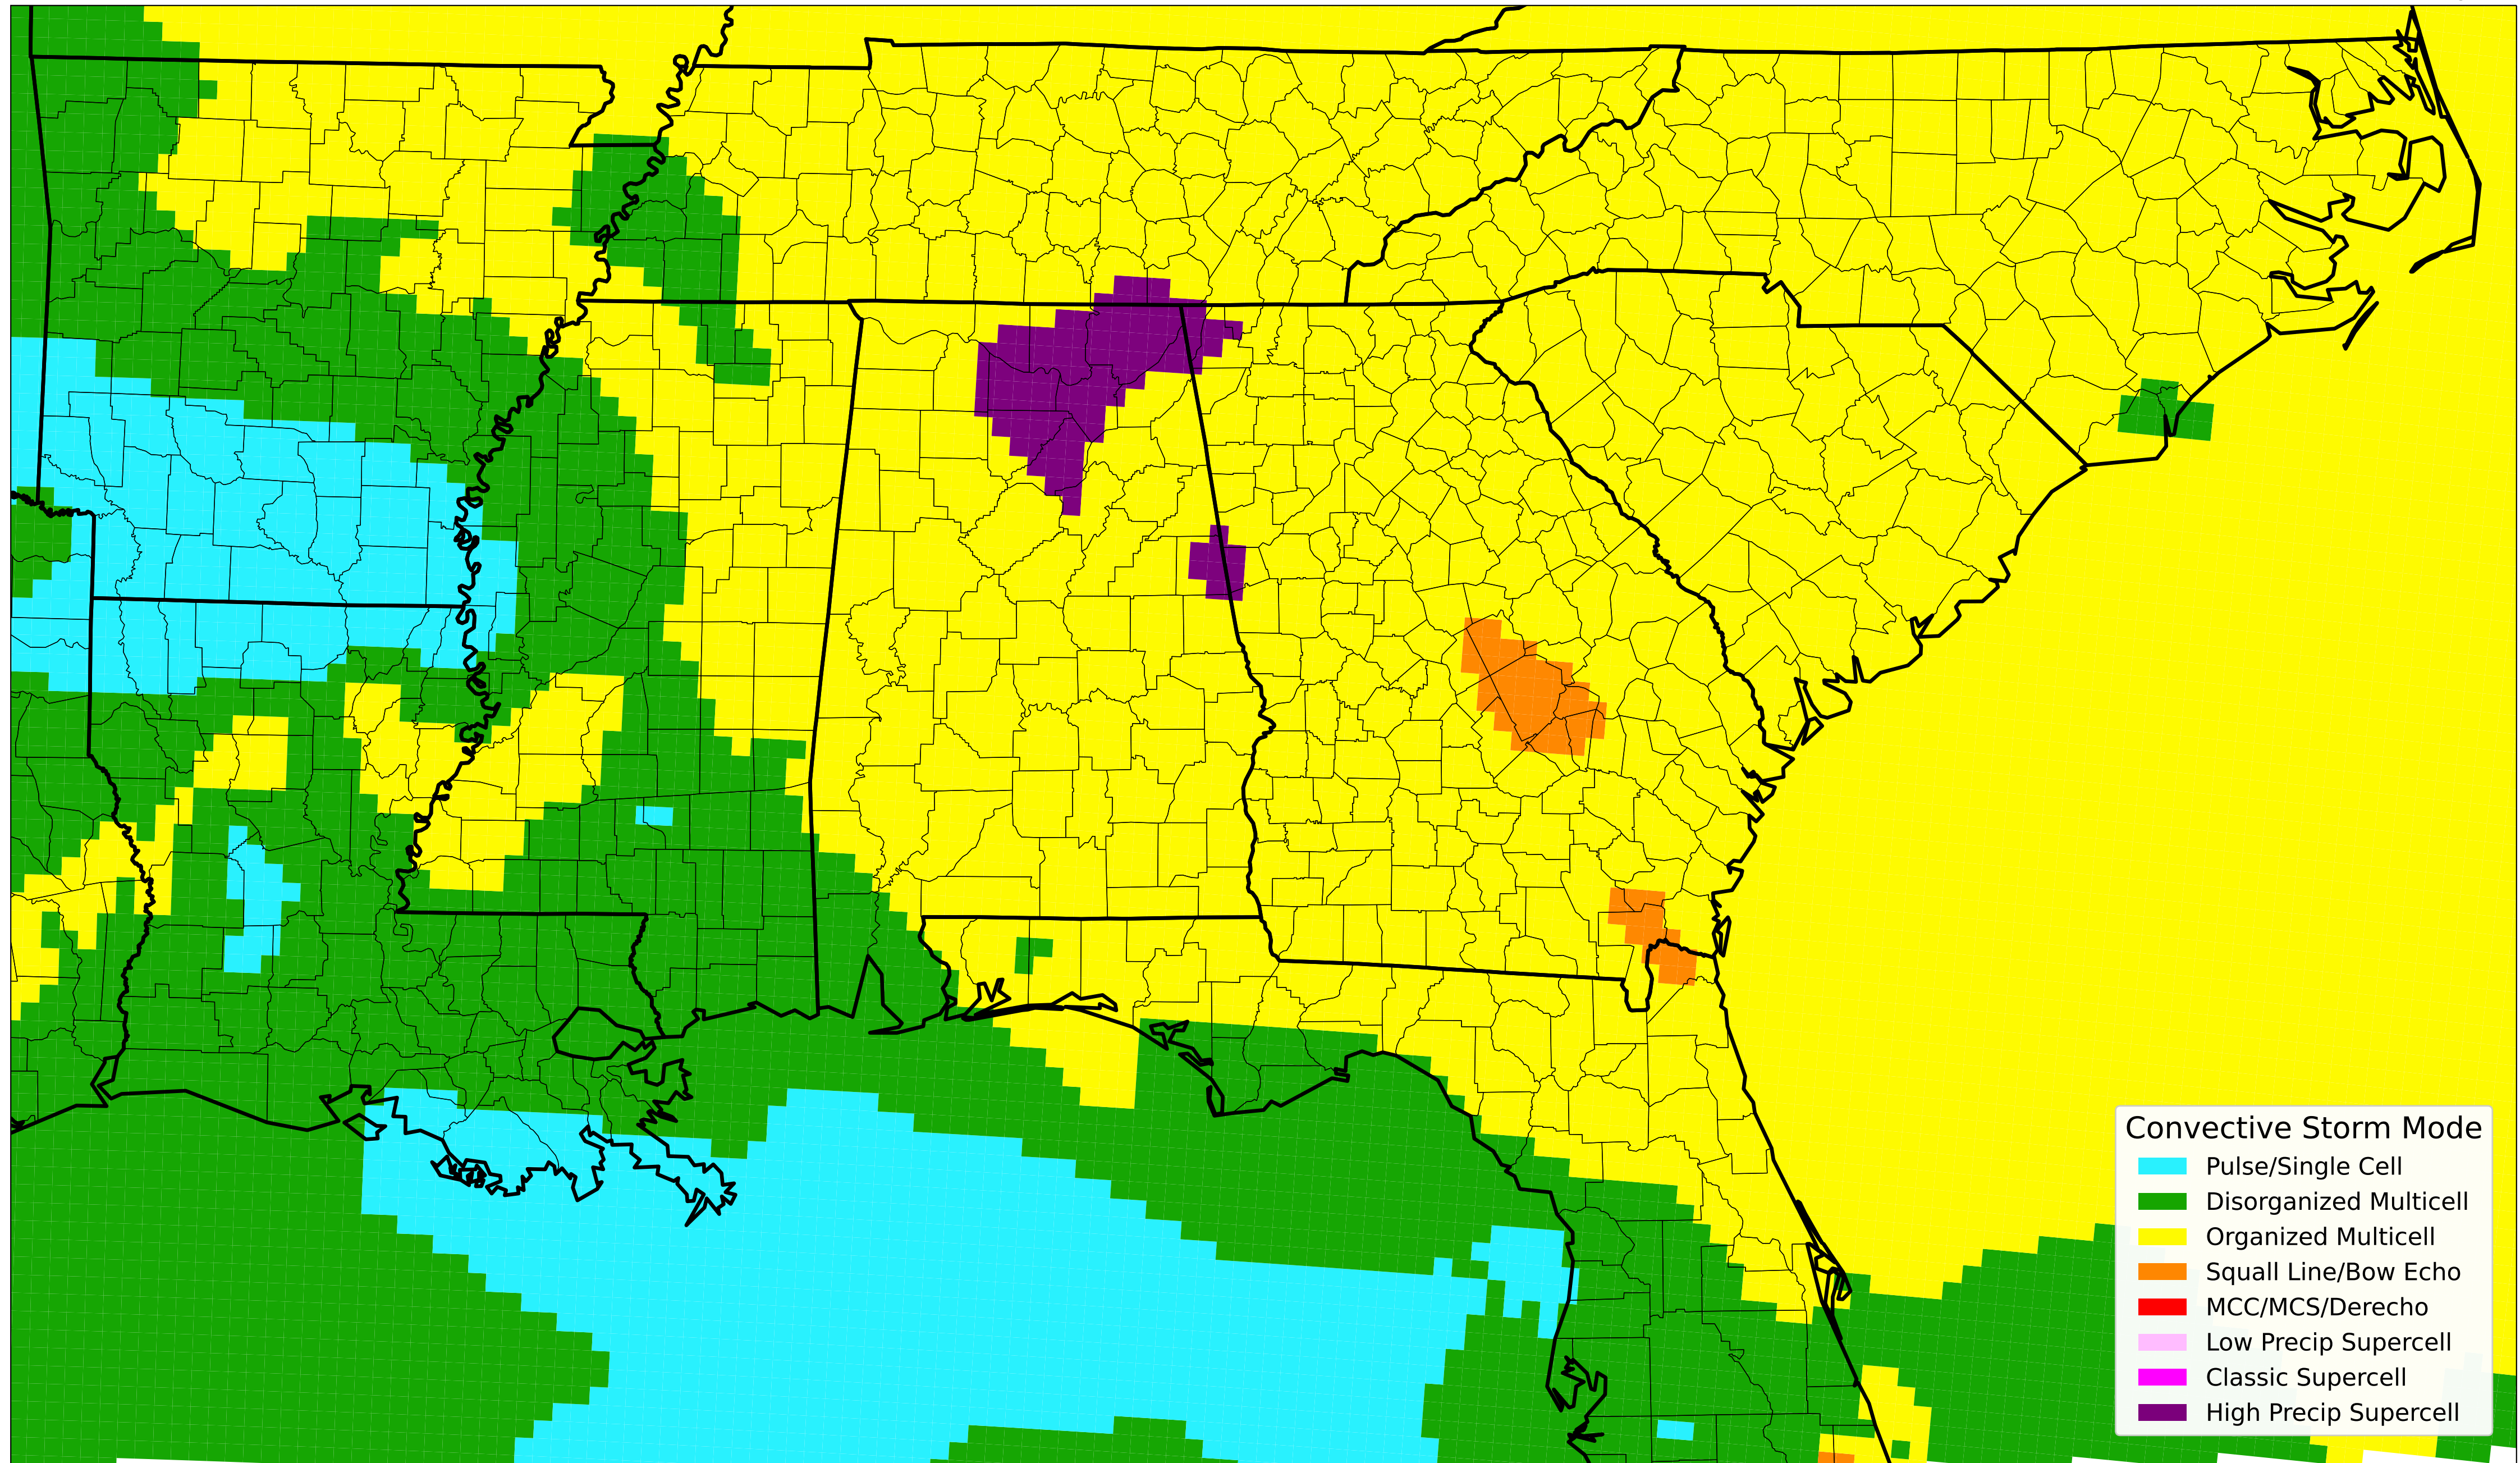 Convective Storm Mode
Pulse/Single Cell
Disorganized Multicell
Organized Multicell
Squall Line/Bow Echo
MCC/MCS/Derecho
Low Precip Supercell
Classic Supercell
High Precip Supercell